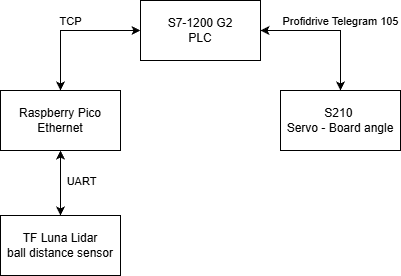 TCP
S7-1200 G2
PLC
Profidrive Telegram 105
Raspberry Pico
Ethernet
S210
Servo - Board angle
UART
TF Luna Lidar
ball distance sensor